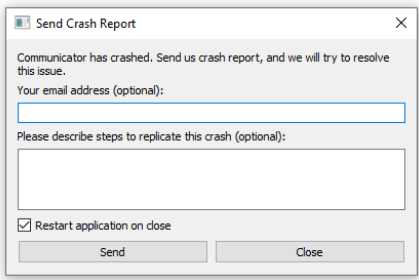 Send Crash Report
Communicator has crashed. Send us crash report, and we will try to resolve
this issue.
Your email address (optional):
Please describe steps to replicate this crash (optional):
Restart application on close
Send
Close